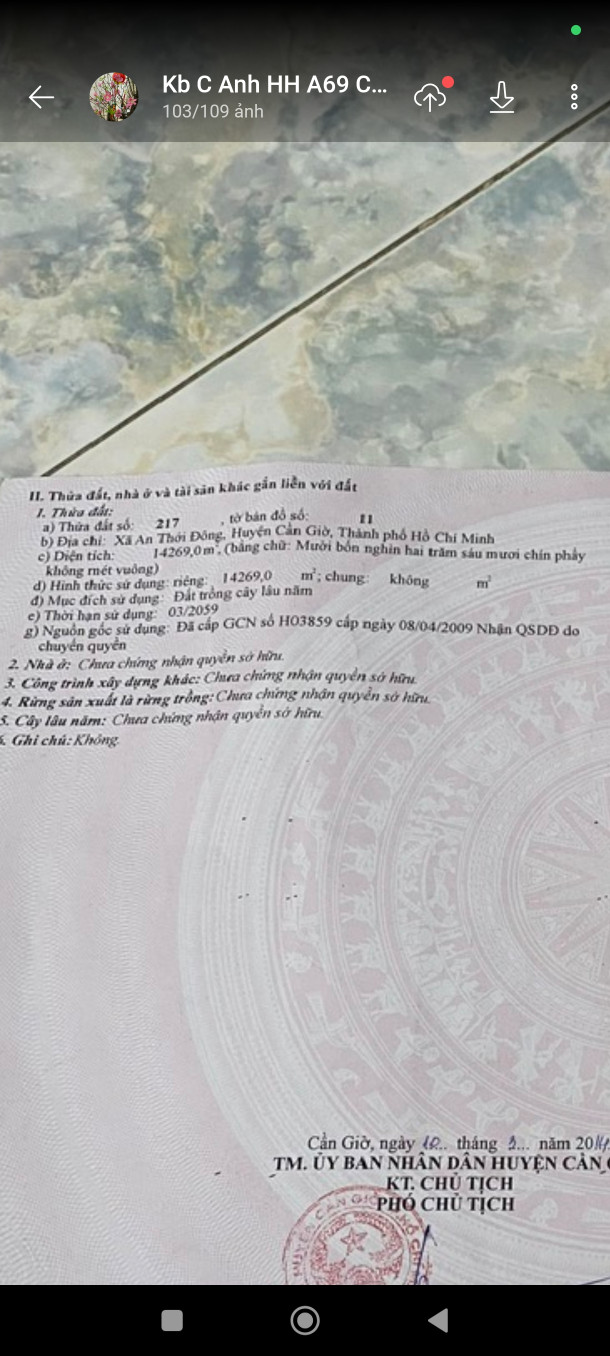 Kb C Anh HH A69 C...
103/109 ảnh
II. Thửa đất, nhà ở và tài sản khác gắn liền với đất
1. Thửa đất:
a) Thửa đất số: 217 , tờ bản đồ số: 11
b) Địa chỉ: Xã An Thới Đông, Huyện Cần Giờ, Thành phố Hồ Chí Minh
c) Diện tích: 14269,0 m², (bằng chữ: Mười bốn nghìn hai trăm sáu mươi chín phẩy
không mét vuông)
d) Hình thức sử dụng: riêng: 14269,0 m²; chung: không m²
đ) Mục đích sử dụng: Đất trồng cây lâu năm
e) Thời hạn sử dụng: 03/2059
g) Nguồn gốc sử dụng: Đã cấp GCN số H03859 cấp ngày 08/04/2009 Nhận QSDĐ do
chuyển quyền
2. Nhà ở: Chưa chứng nhận quyền sở hữu.
3. Công trình xây dựng khác: Chưa chứng nhận quyền sở hữu.
4. Rừng sản xuất là rừng trồng: Chưa chứng nhận quyền sở hữu.
5. Cây lâu năm: Chưa chứng nhận quyền sở hữu.
6. Ghi chú: Không.
Cần Giờ, ngày tháng năm 20
TM. ỦY BAN NHÂN DÂN HUYỆN CẦN
KT. CHỦ TỊCH
PHÓ CHỦ TỊCH
HUYỆN CẦN GIỜ